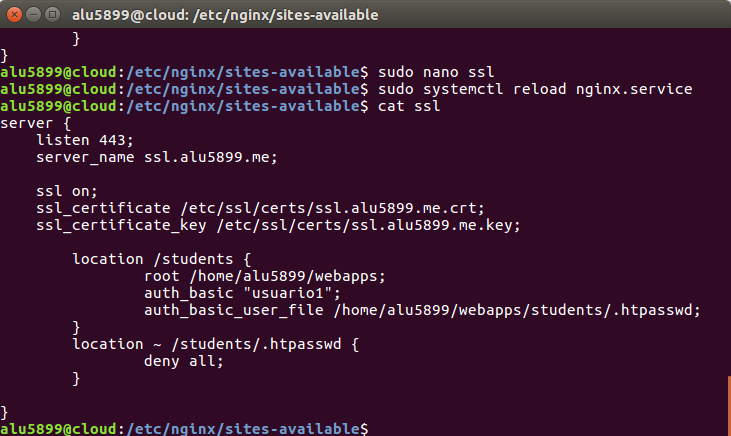 alu5899@cloud: /etc/nginx/sites-available
        }
}
alu5899@cloud:/etc/nginx/sites-available$ sudo nano ssl
alu5899@cloud:/etc/nginx/sites-available$ sudo systemctl reload nginx.service
alu5899@cloud:/etc/nginx/sites-available$ cat ssl
server {
    listen 443;
    server_name ssl.alu5899.me;

    ssl on;
    ssl_certificate /etc/ssl/certs/ssl.alu5899.me.crt;
    ssl_certificate_key /etc/ssl/certs/ssl.alu5899.me.key;

        location /students {
                root /home/alu5899/webapps;
                auth_basic "usuario1";
                auth_basic_user_file /home/alu5899/webapps/students/.htpasswd;
        }
        location ~ /students/.htpasswd {
                deny all;
        }

}
alu5899@cloud:/etc/nginx/sites-available$